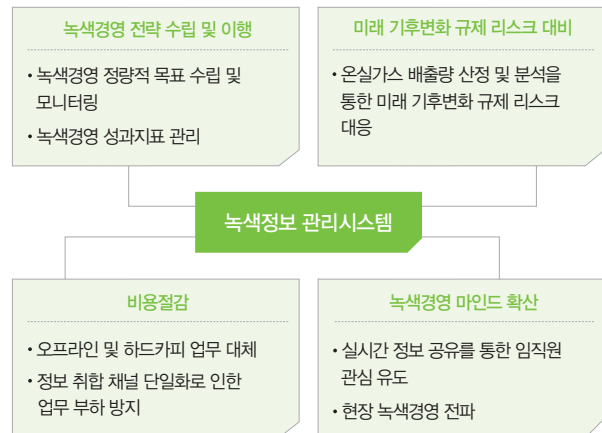 녹색경영 전략 수립 및 이행
• 녹색경영 정량적 목표 수립 및
모니터링
• 녹색경영 성과지표 관리
미래 기후변화 규제 리스크 대비
• 온실가스 배출량 산정 및 분석을
통한 미래 기후변화 규제 리스크
대응
녹색정보 관리시스템
비용절감
• 오프라인 및 하드카피 업무 대체
• 정보 취합 채널 단일화로 인한
업무 부하 방지
녹색경영 마인드 확산
• 실시간 정보 공유를 통한 임직원
관심 유도
• 현장 녹색경영 전파